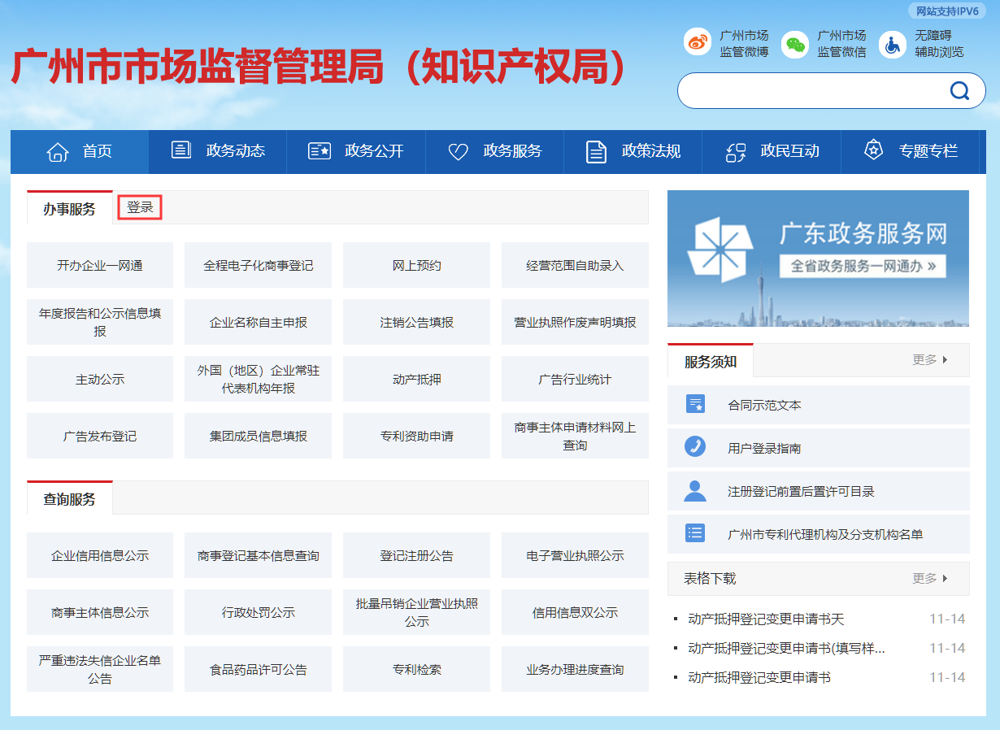 网站支持IPV6
广州市市场监督管理局（知识产权局）
广州市场
监管微博
广州市场
监管微信
无障碍
辅助浏览
首页
政务动态
政务公开
政务服务
政策法规
政民互动
专题专栏
办事服务
登录
开办企业一网通
全程电子化商事登记
网上预约
经营范围自助录入
年度报告和公示信息填
报
企业名称自主申报
注销公告填报
营业执照作废声明填报
主动公示
外国（地区）企业常驻
代表机构年报
动产抵押
广告行业统计
广告发布登记
集团成员信息填报
专利资助申请
商事主体申请材料网上
查询
查询服务
企业信用信息公示
商事登记基本信息查询
登记注册公告
电子营业执照公示
商事主体信息公示
行政处罚公示
批量吊销企业营业执照
公示
信用信息双公示
严重违法失信企业名单
公告
食品药品许可公告
专利检索
业务办理进度查询
广东政务服务网
全省政务服务一网通办 »
服务须知
更多
合同示范文本
用户登录指南
注册登记前置后置许可目录
广州市专利代理机构及分支机构名单
表格下载
更多
动产抵押登记变更申请书天 11-14
动产抵押登记变更申请书(填写样... 11-14
动产抵押登记变更申请书 11-14